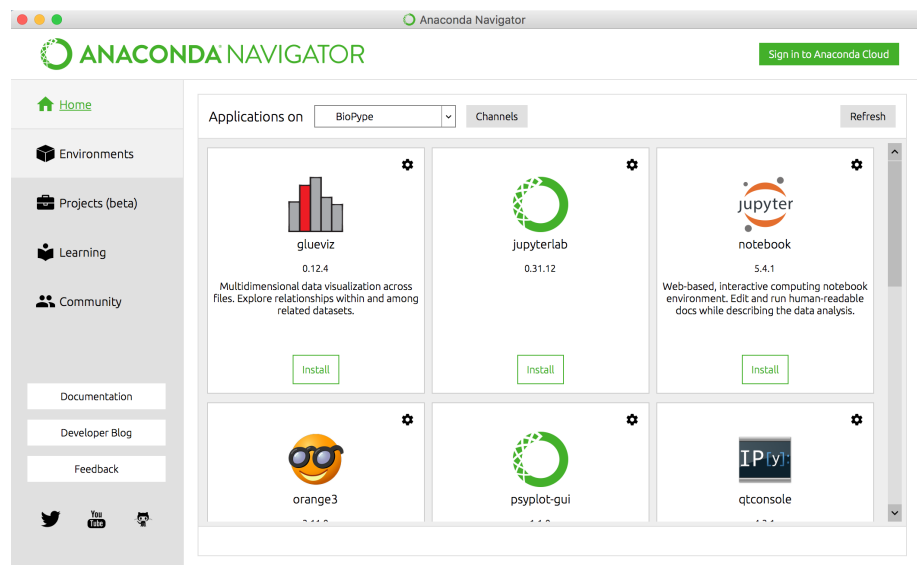 Anaconda Navigator
ANACONDA NAVIGATOR
Sign in to Anaconda Cloud
Home
Environments
Projects (beta)
Learning
Community
Documentation
Developer Blog
Feedback
You
Tube
Applications on
BioPype
Channels
Refresh
glueviz
0.12.4
Multidimensional data visualization across
files. Explore relationships within and among
related datasets.
Install
jupyterlab
0.31.12
Install
jupyter
notebook
5.4.1
Web-based, interactive computing notebook
environment. Edit and run human-readable
docs while describing the data analysis.
Install
orange3
psyplot-gui
IP[y]:
qtconsole